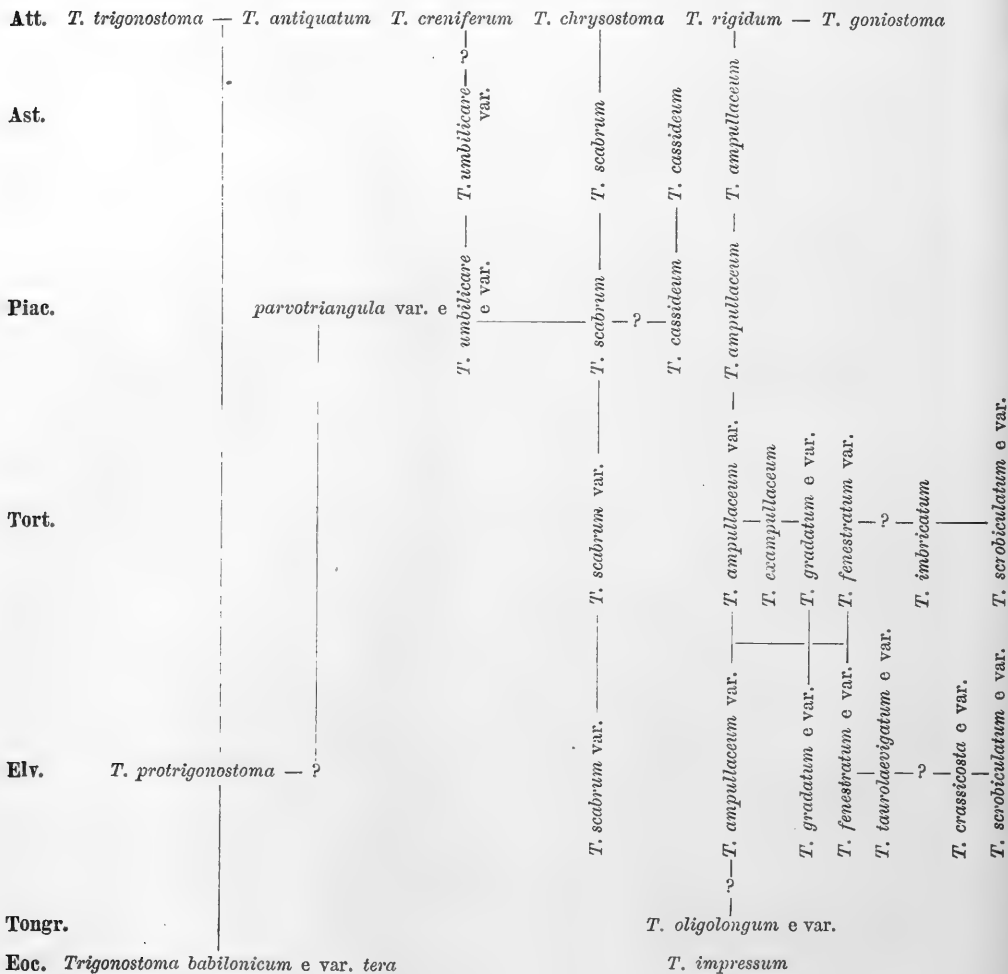 Att. T. trigonostoma — T. antiquatum T. creniferum T. chrysostoma T. rigidum — T. goniostoma
?
Ast.
T. umbilicare — var.
T. scabrum —
T. cassideum
T. ampullaceum —
Piac.
parvotriangula var. e
T. umbilicare — e var.
T. scabrum — ? —
T. cassideum —
T. ampullaceum —
Tort.
T. scabrum var. —
T. ampullaceum var. —
T. exampullaceum —
T. gradatum e var.
T. fenestratum var.
— ? —
T. imbricatum —
T. scrobiculatum e var.
Elv.
T. protrigonostoma — ?
T. scabrum var. —
T. ampullaceum var. —
T. gradatum e var. —
T. fenestratum e var. —
T. taurolaevigatum e var.
— ? —
T. crassicosta e var. —
T. scrobiculatum e var.
?
Tongr. T. oligolongum e var.
Eoc. Trigonostoma babilonicum e var. tera T. impressum